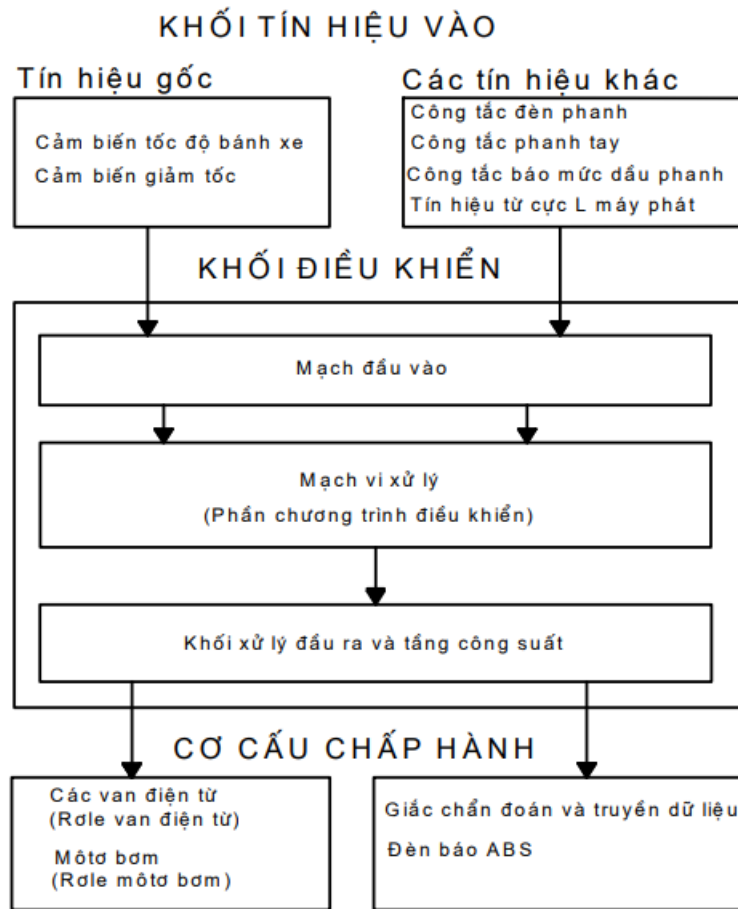 KHỐI TÍN HIỆU VÀO
Tín hiệu gốc
Các tín hiệu khác
Cảm biến tốc độ bánh xe
Cảm biến giảm tốc
Công tắc đèn phanh
Công tắc phanh tay
Công tắc báo mức dầu phanh
Tín hiệu từ cực L máy phát
KHỐI ĐIỀU KHIỂN
Mạch đầu vào
Mạch vi xử lý
(Phần chương trình điều khiển)
Khối xử lý đầu ra và tầng công suất
CƠ CẤU CHẤP HÀNH
Các van điện từ
(Rơle van điện từ)
Môtơ bơm
(Rơle môtơ bơm)
Giắc chẩn đoán và truyền dữ liệu
Đèn báo ABS